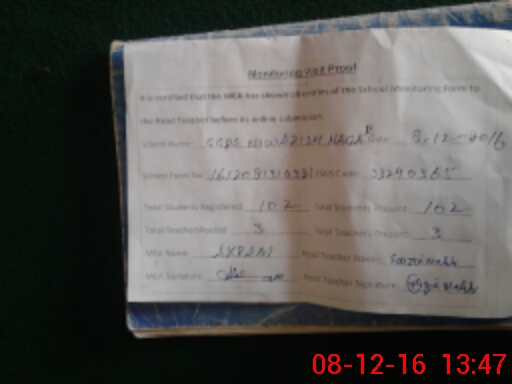 Monitoring Visit Proof
It is certified that the MEA has shown all entries of the School Monitoring Form to
the Head Teacher before its online submission.
School Name: GGPS NAWAZISH NAGAR Date: 8-12-2016
School Form No: EMIS Code: 33290365
Total Students Registered: 102 Total Students Present: 102
Total Teachers Posted: 3 Total Teachers Present: 3
MEA Name: AKRAM Head Teacher Name:
MEA Signature: Head Teacher Signature:
08-12-16 13:47